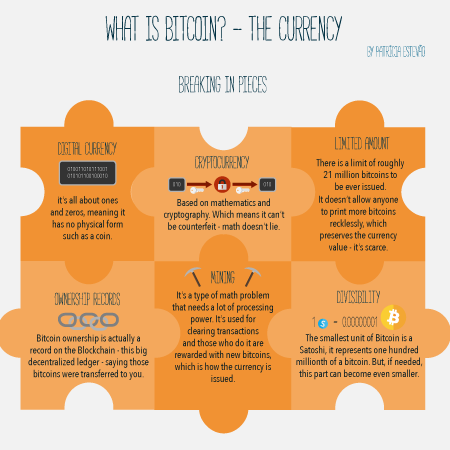 WHAT IS BITCOIN? - THE CURRENCY
BY PATRÍCIA ESTEVÃO
BREAKING IN PIECES
DIGITAL CURRENCY
it's all about ones
and zeros, meaning it
has no physical form
such as a coin.
CRYPTOCURRENCY
010
010
Based on mathematics and
cryptography. Which means it can't
be counterfeit - math doesn't lie.
LIMITED AMOUNT
There is a limit of roughly
21 million bitcoins to
be ever issued.
It doesn't allow anyone
to print more bitcoins
recklessly, which
preserves the currency
value - it's scarce.
OWNERSHIP RECORDS
Bitcoin ownership is actually a
record on the Blockchain - this big
decentralized ledger - saying those
bitcoins were transferred to you.
MINING
It's a type of math problem
that needs a lot of processing
power. It's used for
clearing transactions
and those who do it are
rewarded with new bitcoins,
which is how the currency is
issued.
DIVISIBILITY
1 S = 0.00000001 B
The smallest unit of Bitcoin is a
Satoshi, it represents one hundred
millionth of a bitcoin. But, if needed,
this part can become even smaller.